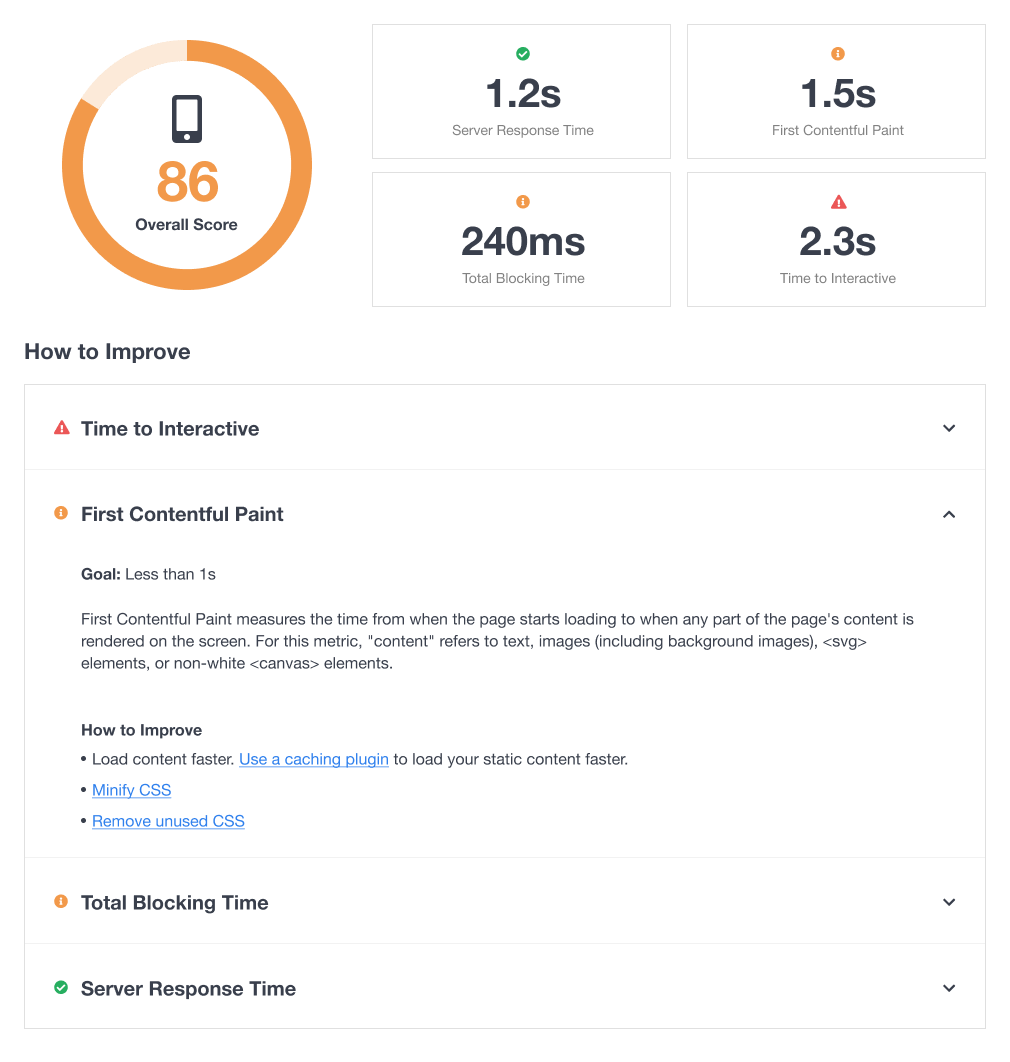 86
Overall Score
1.2s
Server Response Time
1.5s
First Contentful Paint
240ms
Total Blocking Time
2.3s
Time to Interactive
How to Improve
Time to Interactive
First Contentful Paint
Goal: Less than 1s
First Contentful Paint measures the time from when the page starts loading to when any part of the page's content is
rendered on the screen. For this metric, "content" refers to text, images (including background images), <svg>
elements, or non-white <canvas> elements.
How to Improve
• Load content faster. Use a caching plugin to load your static content faster.
• Minify CSS
• Remove unused CSS
Total Blocking Time
Server Response Time